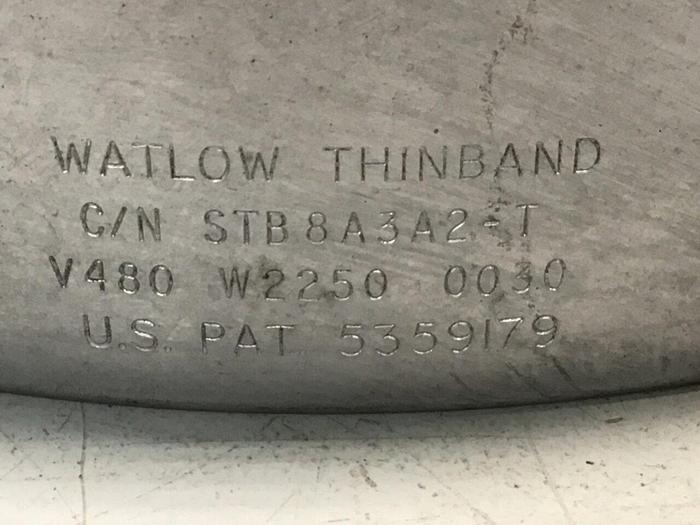 WATLOW THINBAND
C/N STB8A3A2-T
V480 W2250 0030
U.S. PAT 5359179